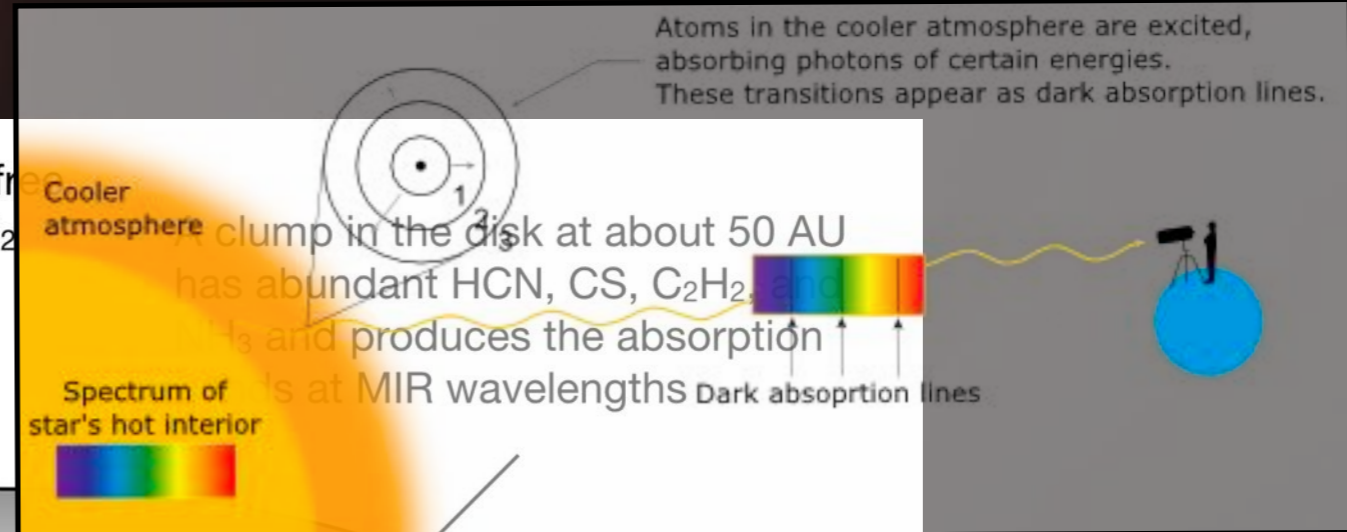 Atoms in the cooler atmosphere are excited,
absorbing photons of certain energies.
These transitions appear as dark absorption lines.
Cooler
atmosphere
1
2
3
clump in the disk at about 50 AU
has abundant HCN, CS, C₂H₂, and
NH₃ and produces the absorption
at MIR wavelengths
Dark absoprtion lines
Spectrum of
star's hot interior
2